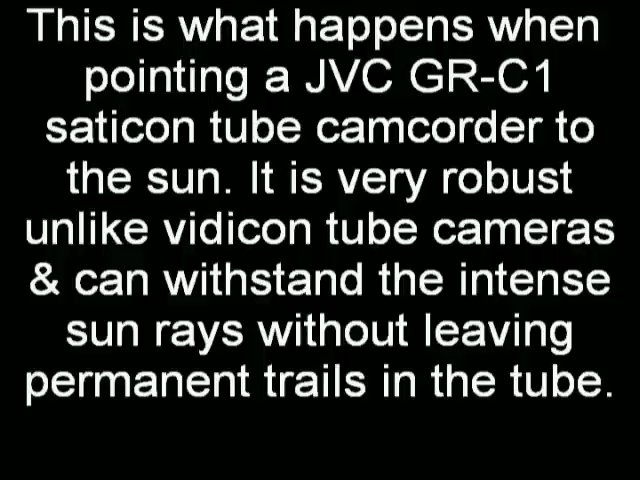 This is what happens when
pointing a JVC GR-C1
saticon tube camcorder to
the sun. It is very robust
unlike vidicon tube cameras
& can withstand the intense
sun rays without leaving
permanent trails in the tube.